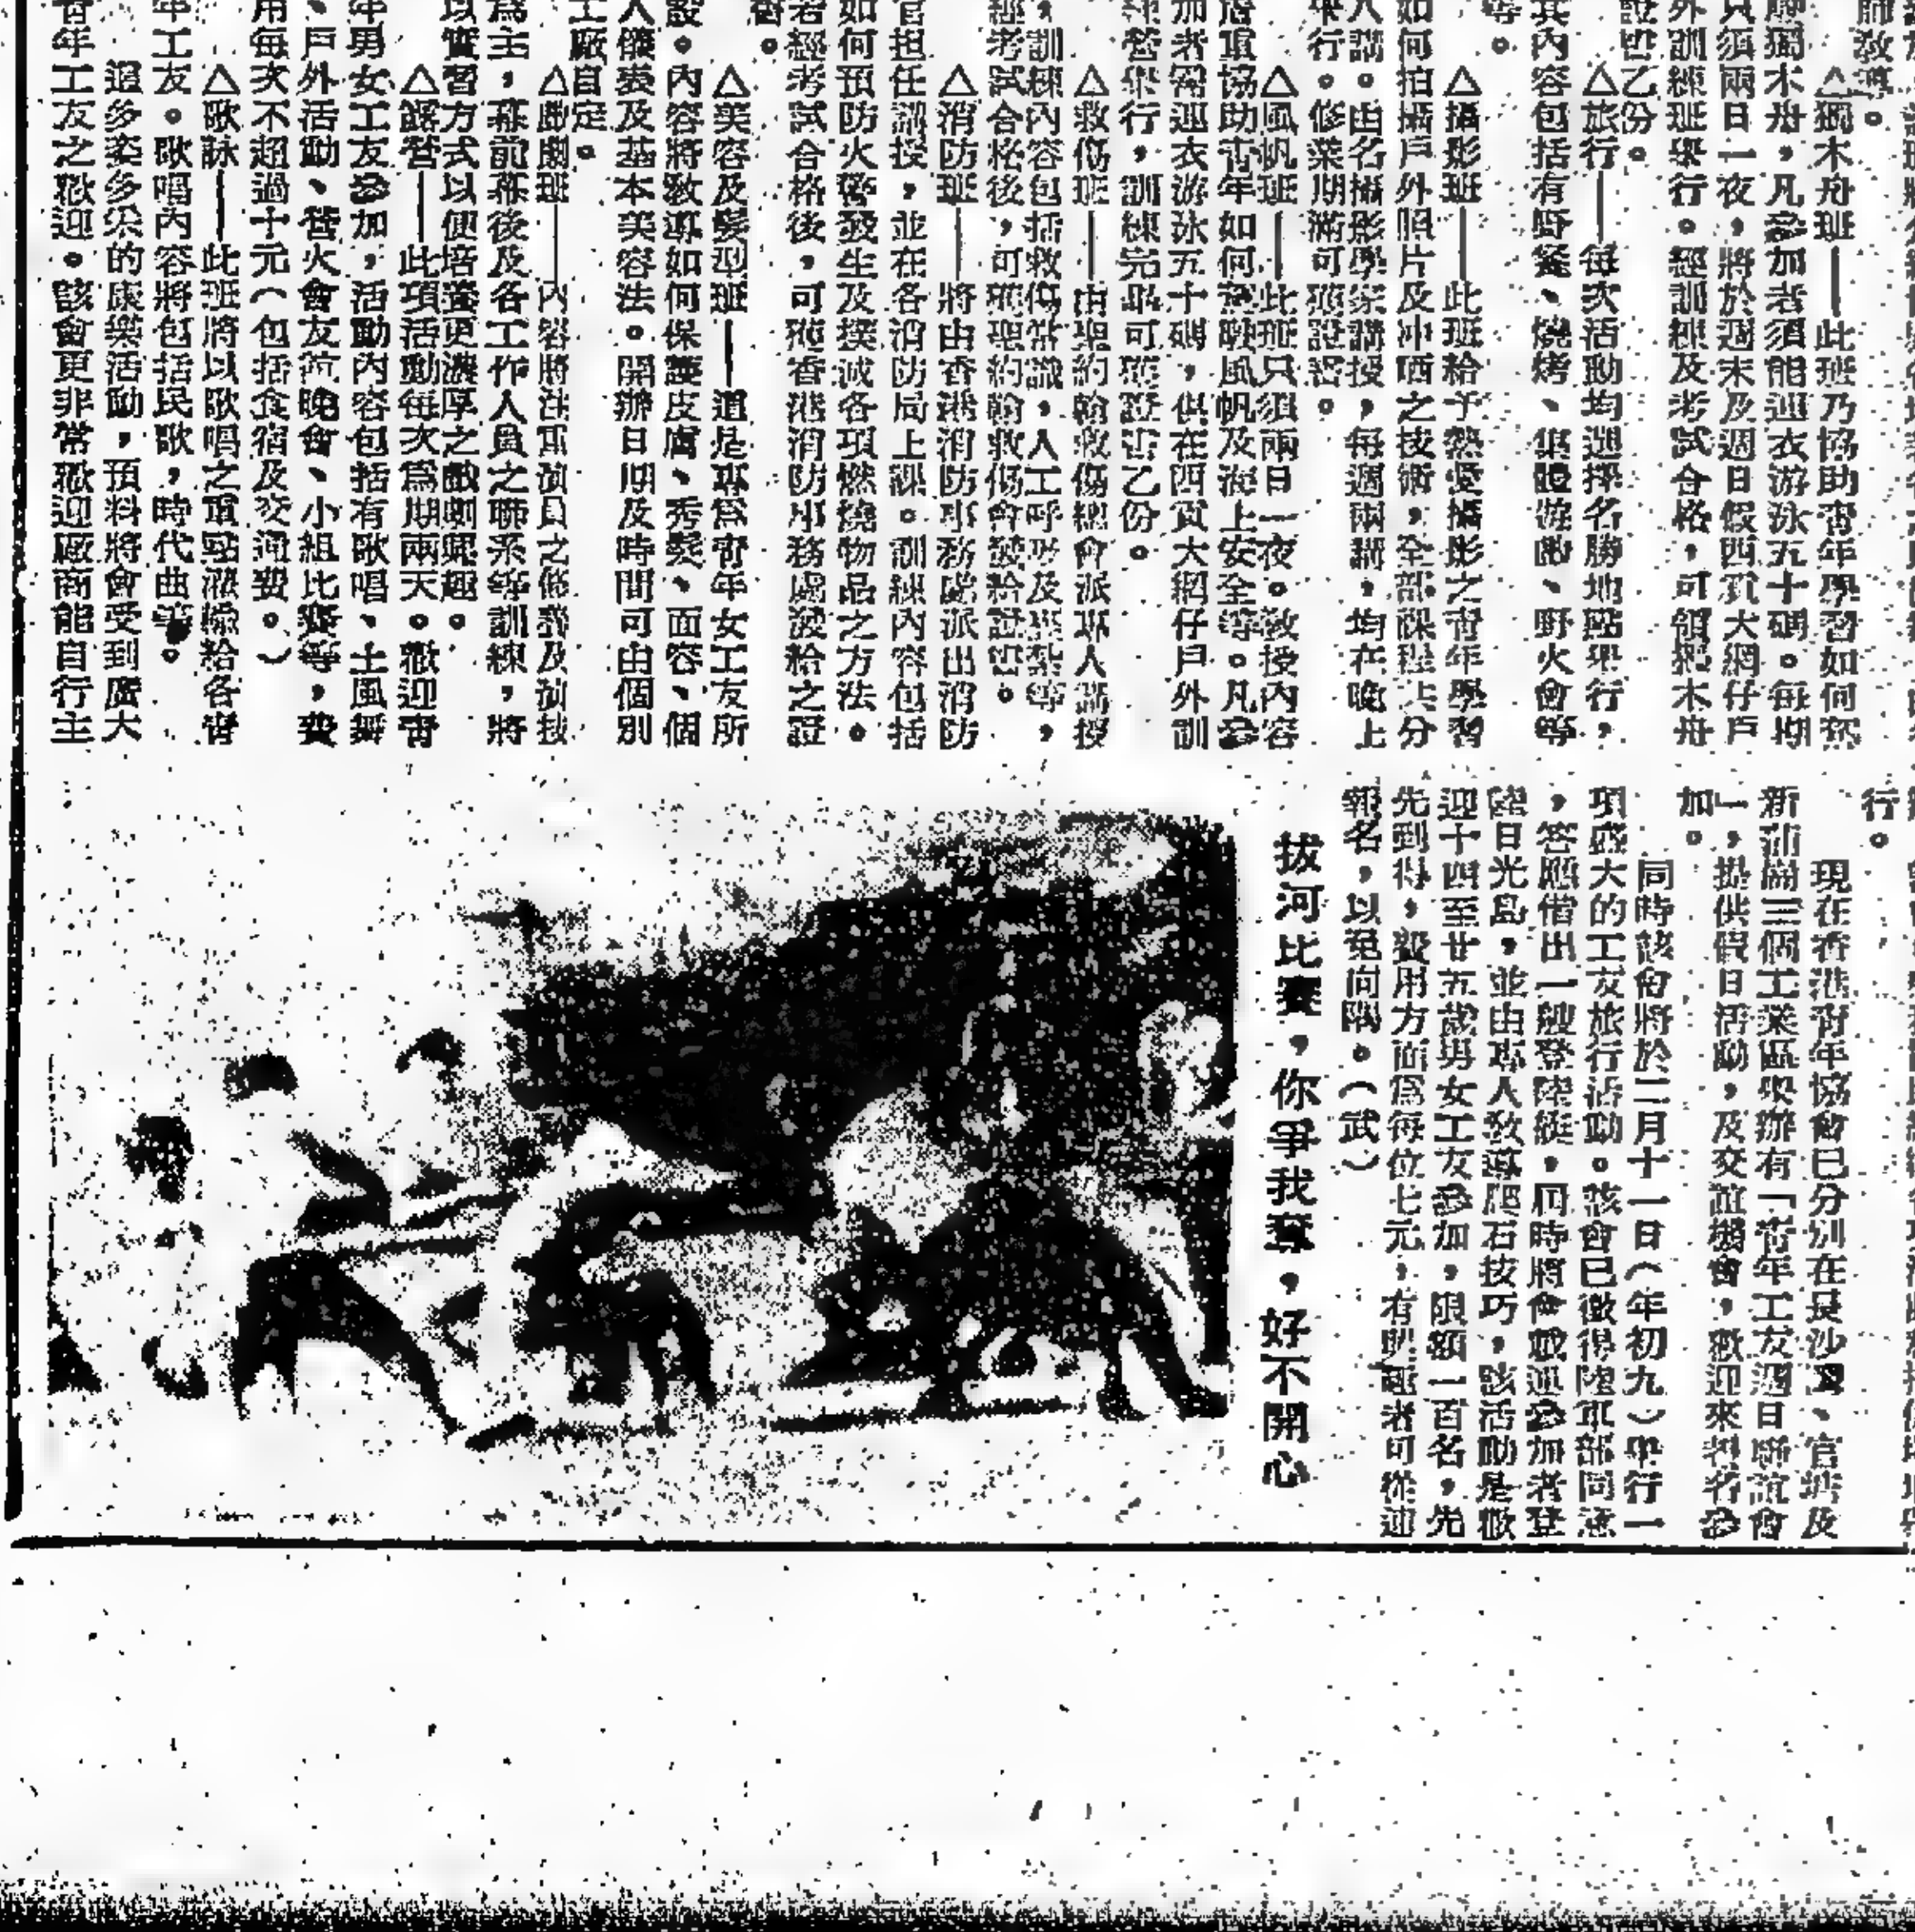 師教導。
△獨木舟班——此班乃協助青年學習如何
獨木舟,凡參加者須能連衣游泳五十碼。每期
只須兩日一夜,將於週末及週日假西貢大網仔戶
外訓練班舉行。經訓練及考試合格,可領獨木舟
證書乙份。
△旅行——每次活動均選擇名勝地點舉行,
其內容包括有野餐、燒烤、集體遊戲、野火會等
等。
△攝影班——此班給予熱愛攝影之青年學習
如何拍攝戶外照片及冲晒之技術,全部課程共分
八講。由名攝影學家講授,每週兩講,均在晚上
舉行。修業期滿可獲證書。
△風帆班——此班只須兩日一夜。敎授內容
着重協助青年如何駕駛風帆及海上安全等。凡參
加者需連衣游泳五十碼,俱在西貢大網仔戶外訓
練營舉行,訓練完畢可獲證書乙份。
△救傷班——由聖約翰救傷總會派專人講授
,訓練內容包括救傷常識,人工呼吸及包紮等,
經考試合格後,可獲聖約翰救傷會發給證書。
△消防班——將由香港消防事務處派出消防
官担任講授,並在各消防局上課。訓練內容包括
如何預防火警發生及撲滅各項燃燒物品之方法。
若經考試合格後,可獲香港消防事務處發給之證
書。
△美容及髮型班——這是專爲青年女工友所
設。內容將敎導如何保護皮膚、秀髮、面容、個
人儀表及基本美容法。開辦日期及時間可由個別
工廠自定。
△戲劇班——內容將注重演員之修養及演技
爲主,幕前幕後及各工作人員之聯系等訓練,將
以實習方式以便培養更濃厚之戲劇興趣。
△露營——此項活動每次爲期兩天。歡迎青
年男女工友參加,活動內容包括有歌唱、土風舞
、戶外活動、營火會友誼晚會、小組比賽等,費
用每次不超過十元(包括食宿及交通費。)
△歌詠——此班將以歌唱之重點灌輸給各青
年工友。歌唱內容將包括民歌,時代曲等。
這多姿多采的康樂活動,預料將會受到廣大
青年工友之歡迎。該會更非常歡迎廠商能自行主
行。
現在香港青年協會已分別在長沙灣、官塘及
新蒲崗三個工業區舉辦有「青年工友週日聯誼會
」,提供假日活動,及交誼機會,歡迎來報名參
加。
同時該會將於二月十一日(年初九)舉行一
項盛大的工友旅行活動。該會已徵得陸軍部同意
,答應借出一艘登陸艇,同時將會載運參加者登
陸日光島,並由專人敎導爬石技巧,該活動是歡
迎十四至廿五歲男女工友參加,限額一百名,先
先到得,費用方面爲每位七元,有興趣者可從速
報名,以免向隅。(武)
拔河比賽,你爭我奪,好不開心